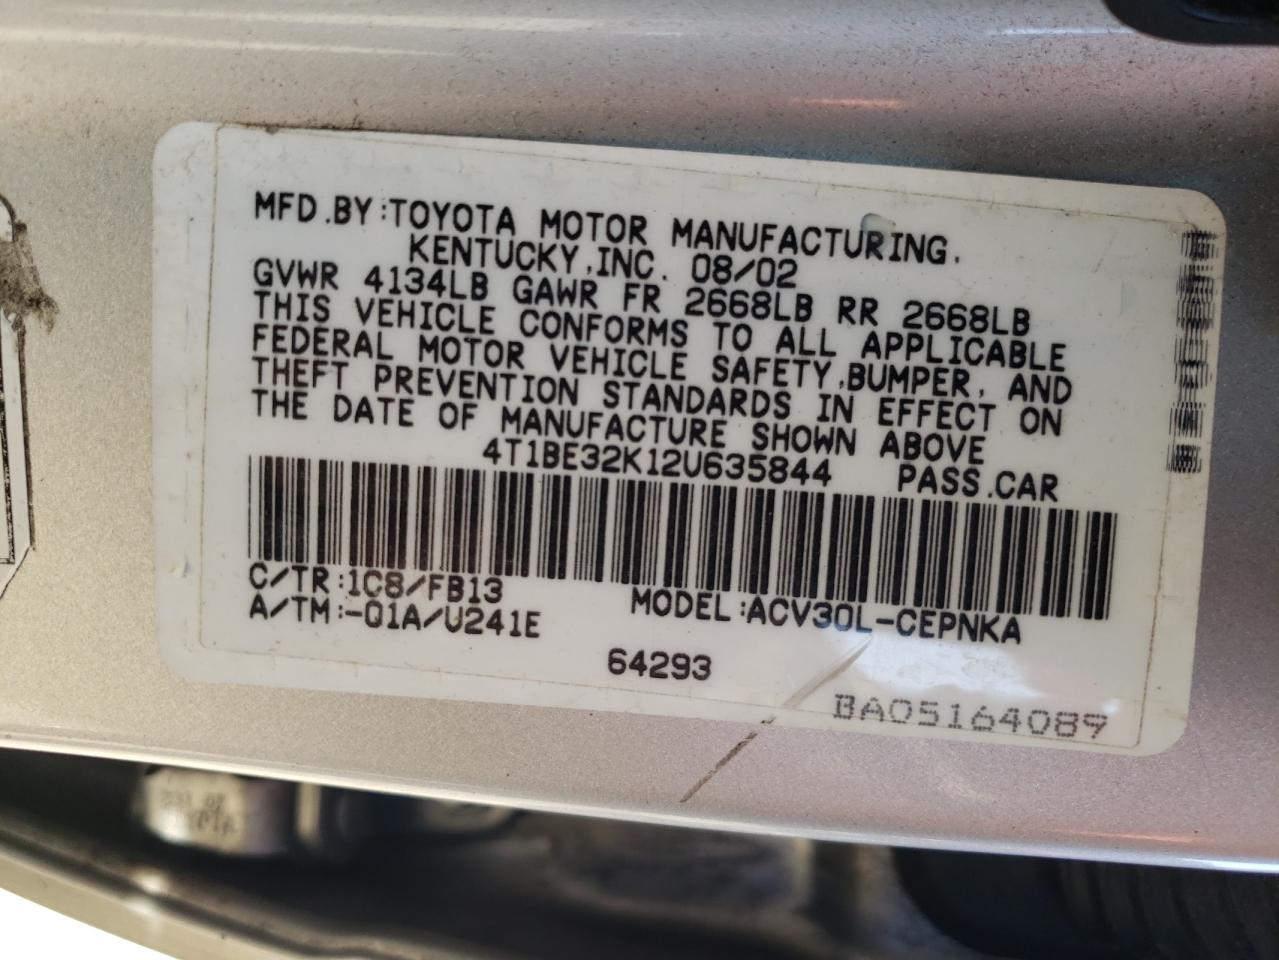 MFD.BY:TOYOTA MOTOR MANUFACTURING.
KENTUCKY,INC. 08/02
GVWR 4134LB GAWR FR 2668LB RR 2668LB
THIS VEHICLE CONFORMS TO ALL APPLICABLE
FEDERAL MOTOR VEHICLE SAFETY,BUMPER, AND
THEFT PREVENTION STANDARDS IN EFFECT ON
THE DATE OF MANUFACTURE SHOWN ABOVE
4T1BE32K12U635844 PASS.CAR
C/TR:1C8/FB13
MODEL:ACV30L-CEPNKA
A/TM:-01A/U241E
64293
BA05164089